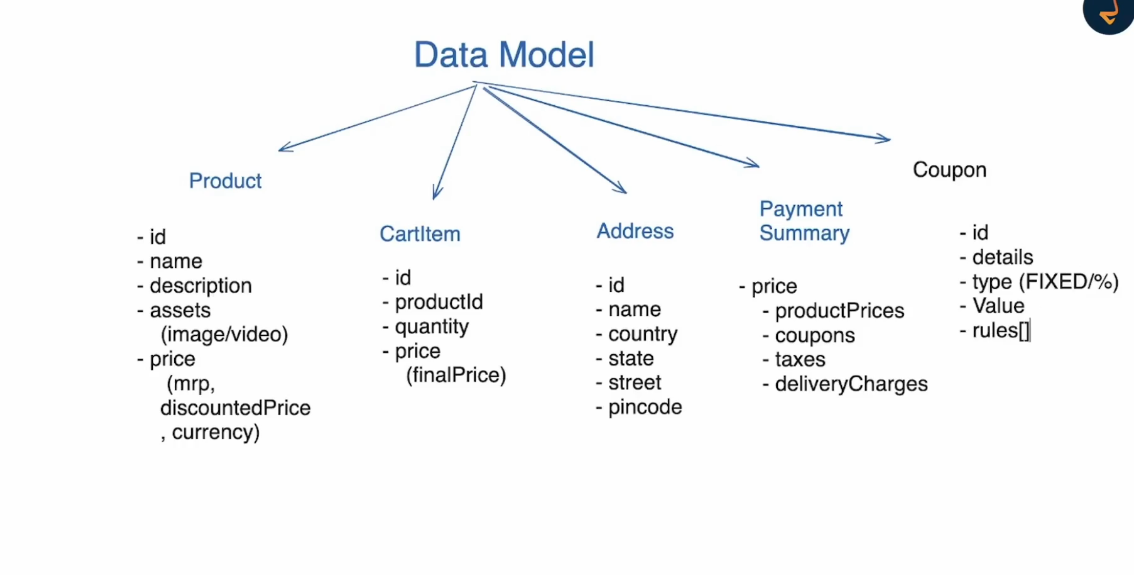 Data Model
Product
- id
- name
- description
- assets
(image/video)
- price
(mrp,
discountedPrice
, currency)
CartItem
- id
- productId
- quantity
- price
(finalPrice)
Address
- id
- name
- country
- state
- street
- pincode
Payment
Summary
- price
- productPrices
- coupons
- taxes
- deliveryCharges
Coupon
- id
- details
- type (FIXED/%)
- Value
- rules[]